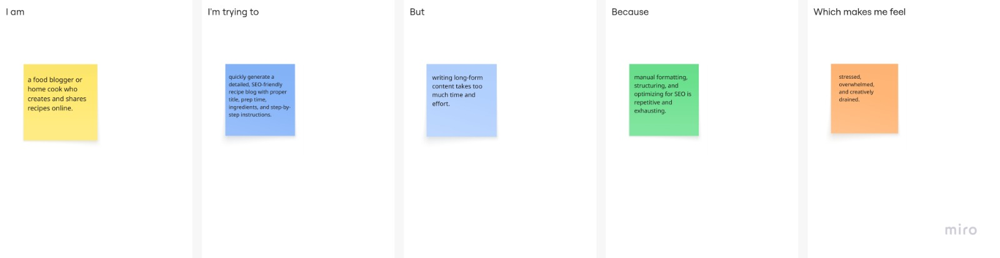 I am
a food blogger or
home cook who
creates and shares
recipes online.
I'm trying to
quickly generate a
detailed, SEO-friendly
recipe blog with proper
title, prep time,
ingredients, and step-by-
step instructions.
But
writing long-form
content takes too
much time and
effort.
Because
manual formatting,
structuring, and
optimizing for SEO is
repetitive and
exhausting.
Which makes me feel
stressed,
overwhelmed,
and creatively
drained.
miro